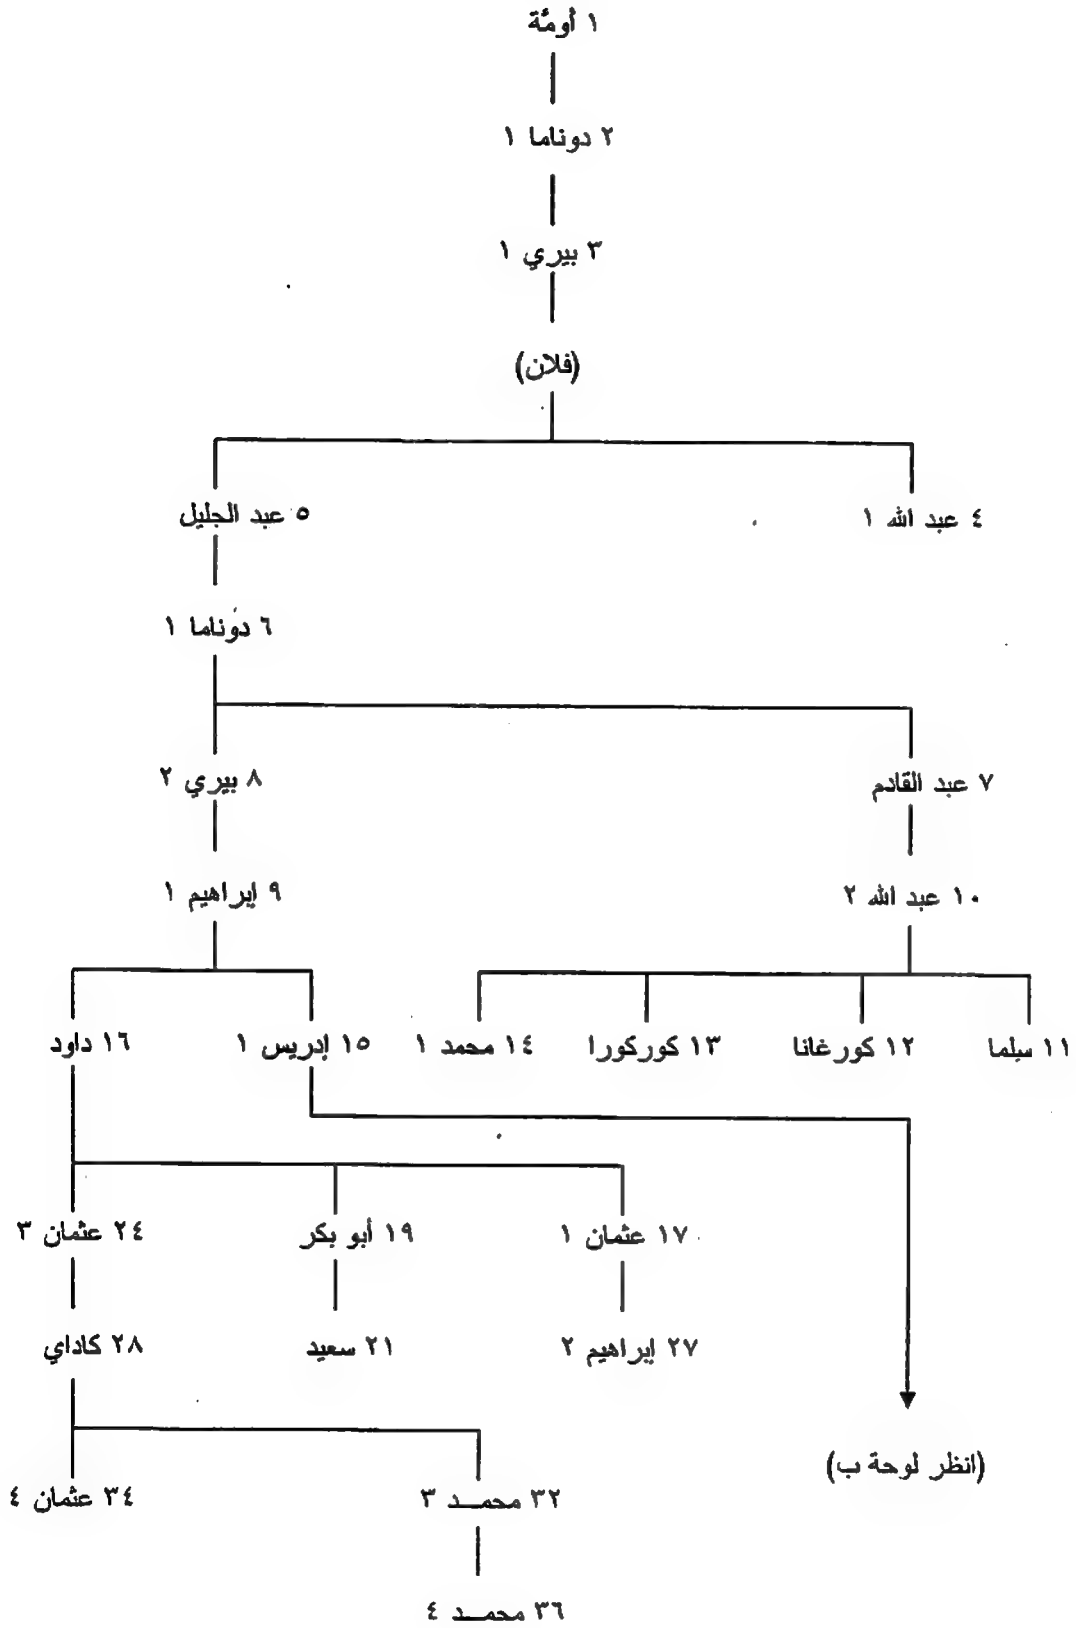 ١ أومَّة
٢ دوناما ١
٣ بيري ١
(فلان)
٤ عبد الله ١
٥ عبد الجليل
٦ دوناما ١
٧ عبد القادم
٨ بيري ٢
٩ إبراهيم ١
١٠ عبد الله ٢
١١ سيلما
١٢ كورغانا
١٣ كوركورا
١٤ محمد ١
١٥ إدريس ١
١٦ داود
١٧ عثمان ١
١٩ أبو بكر
٢٤ عثمان ٣
٢٧ إبراهيم ٢
٢١ سعيد
٢٨ كاداي
(انظر لوحة ب)
٣٢ محمــد ٣
٣٤ عثمان ٤
٣٦ محمــد ٤